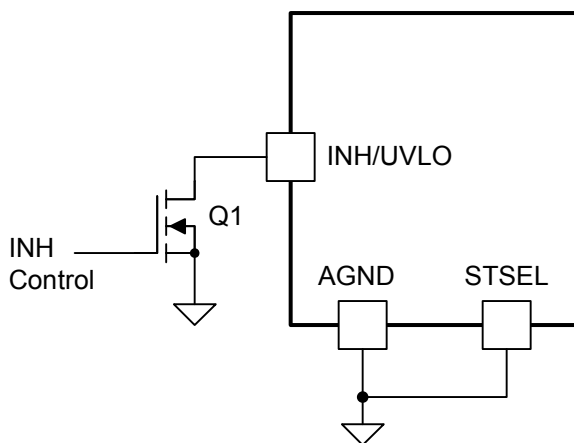 INH/UVLO
Q1
INH
Control
AGND
STSEL